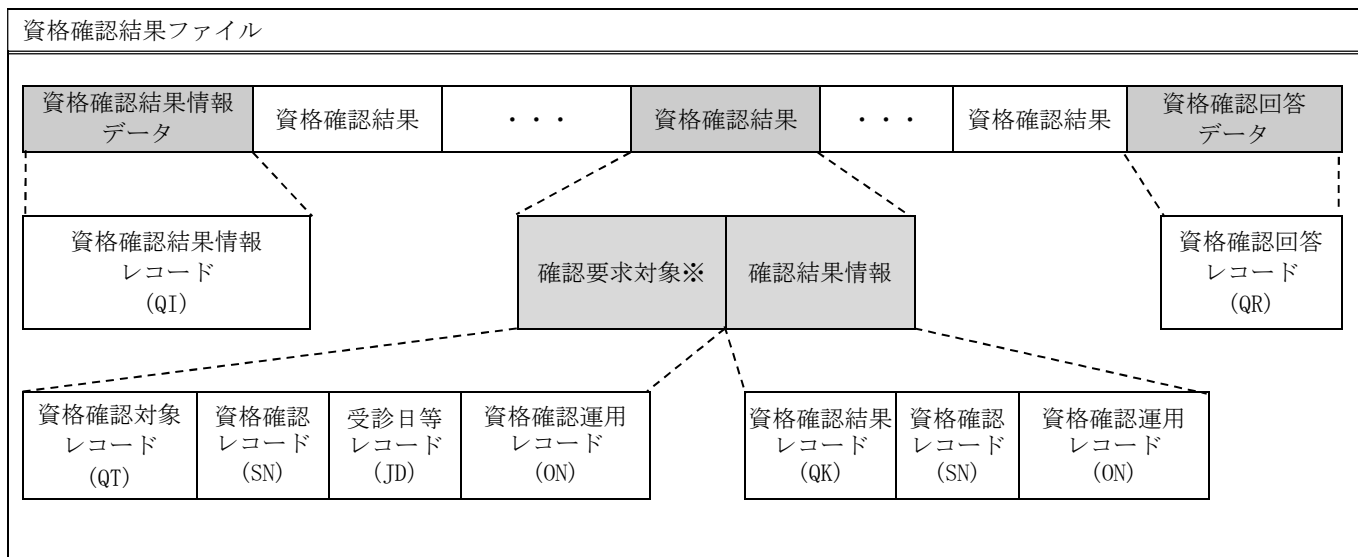 資格確認結果ファイル
資格確認結果情報
データ
資格確認結果
・・・
資格確認結果
・・・
資格確認結果
資格確認回答
データ
資格確認結果情報
レコード
(QI)
確認要求対象※
確認結果情報
資格確認回答
レコード
(QR)
資格確認対象
レコード
(QT)
資格確認
レコード
(SN)
受診日等
レコード
(JD)
資格確認運用
レコード
(ON)
資格確認結果
レコード
(QK)
資格確認
レコード
(SN)
資格確認運用
レコード
(ON)